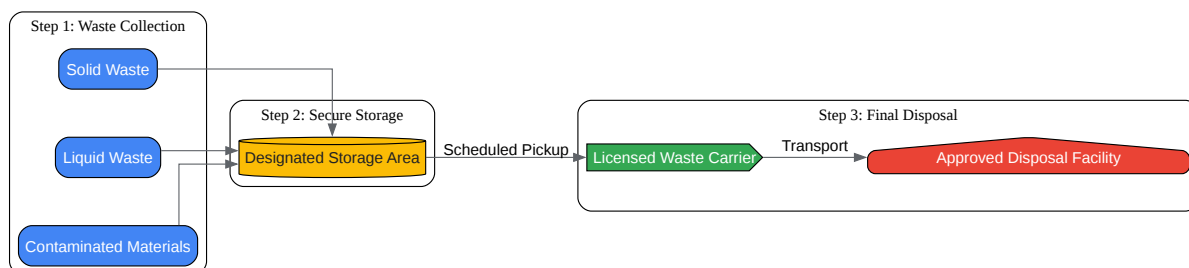 Step 1: Waste Collection
Solid Waste
Liquid Waste
Contaminated Materials
Step 2: Secure Storage
Designated Storage Area
Scheduled Pickup
Step 3: Final Disposal
Licensed Waste Carrier
Transport
Approved Disposal Facility